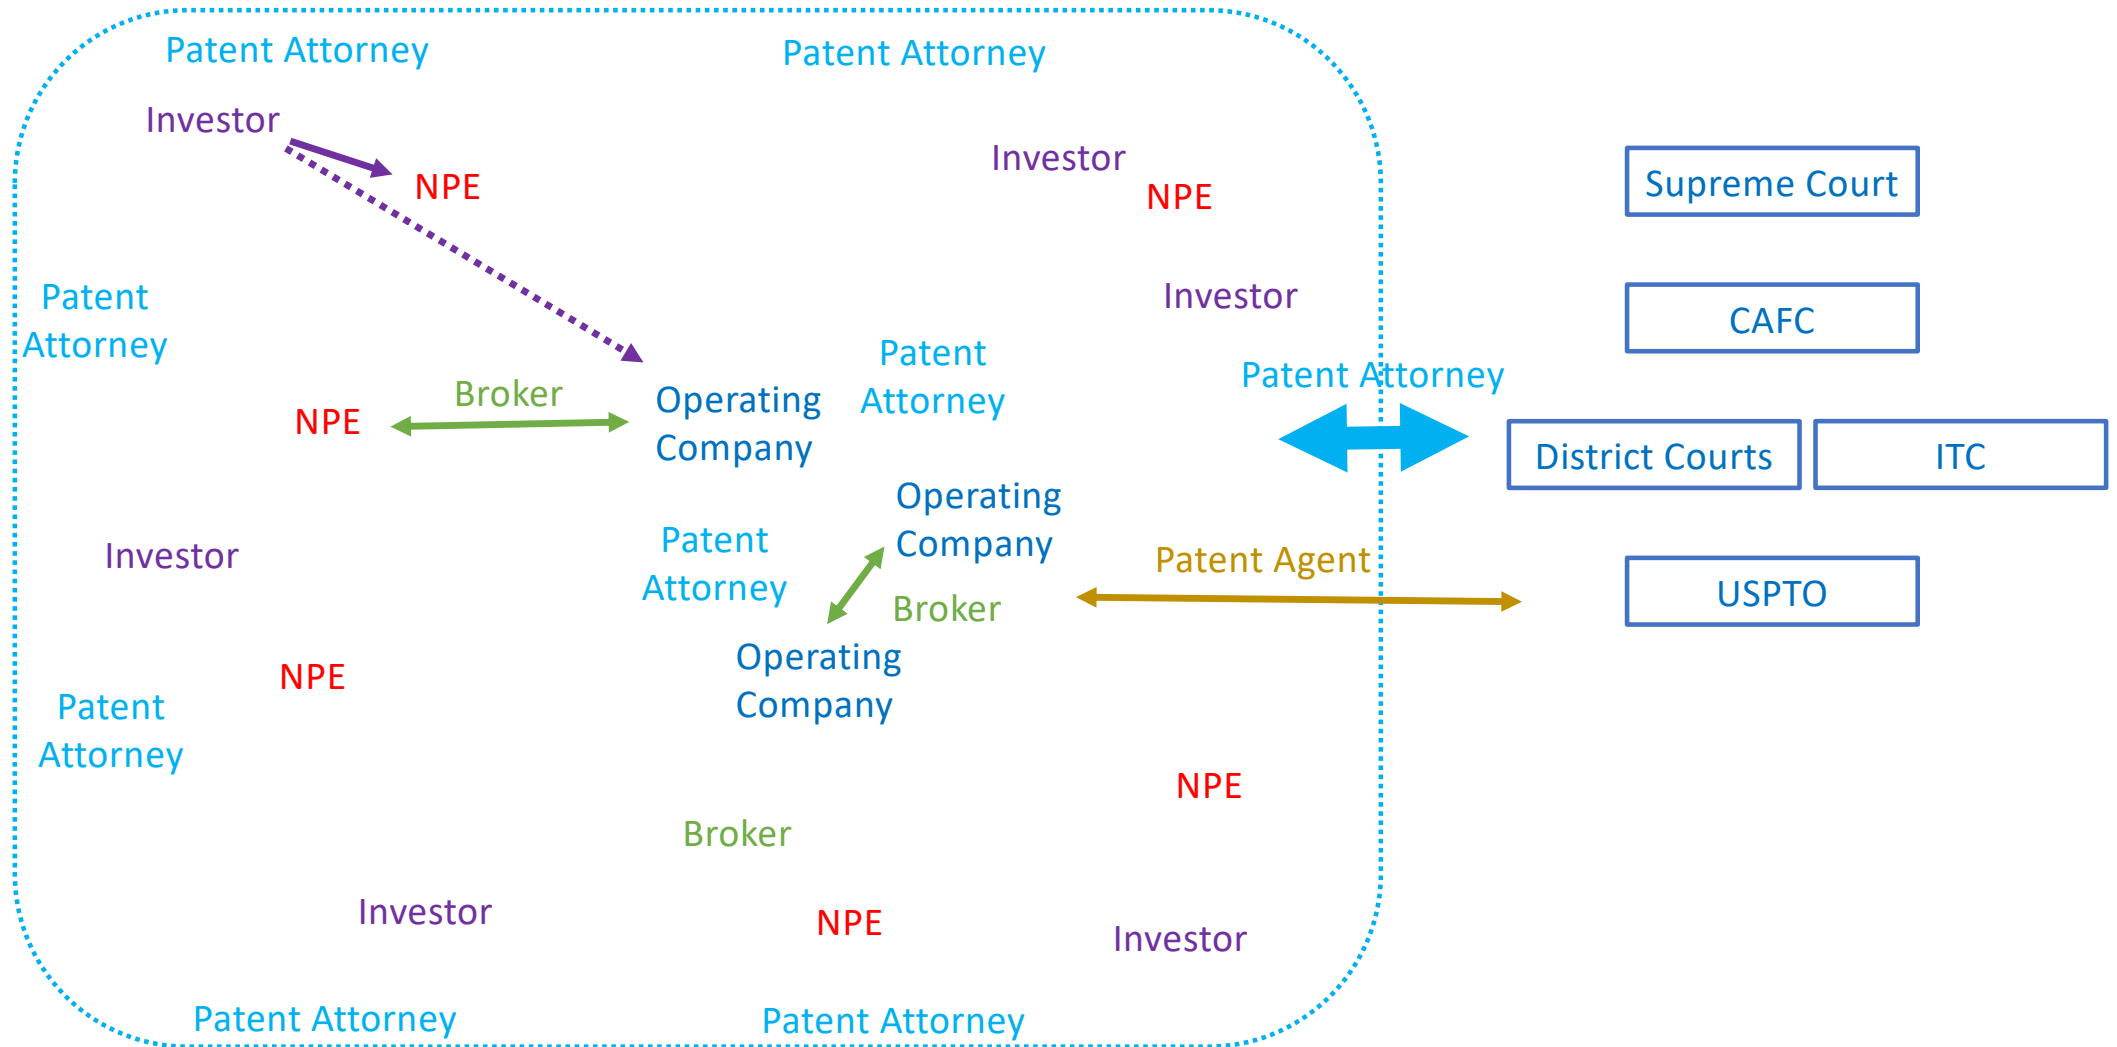 Patent Attorney
Patent Attorney
Investor
Investor
NPE
NPE
Supreme Court
Patent
Attorney
Investor
CAFC
Patent
Attorney
Patent Attorney
Broker
NPE
Operating
Company
District Courts
ITC
Operating
Company
Investor
Patent
Attorney
Patent Agent
USPTO
Broker
Operating
Company
NPE
Patent
Attorney
NPE
Broker
Investor
NPE
Investor
Patent Attorney
Patent Attorney